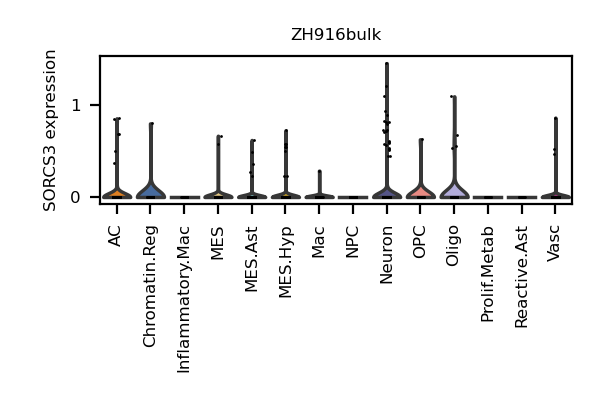 ZH916bulk
SORCS3 expression
1
0
AC
Chromatin.Reg
Inflammatory.Mac
MES
MES.Ast
MES.Hyp
Mac
NPC
Neuron
OPC
Oligo
Prolif.Metab
Reactive.Ast
Vasc